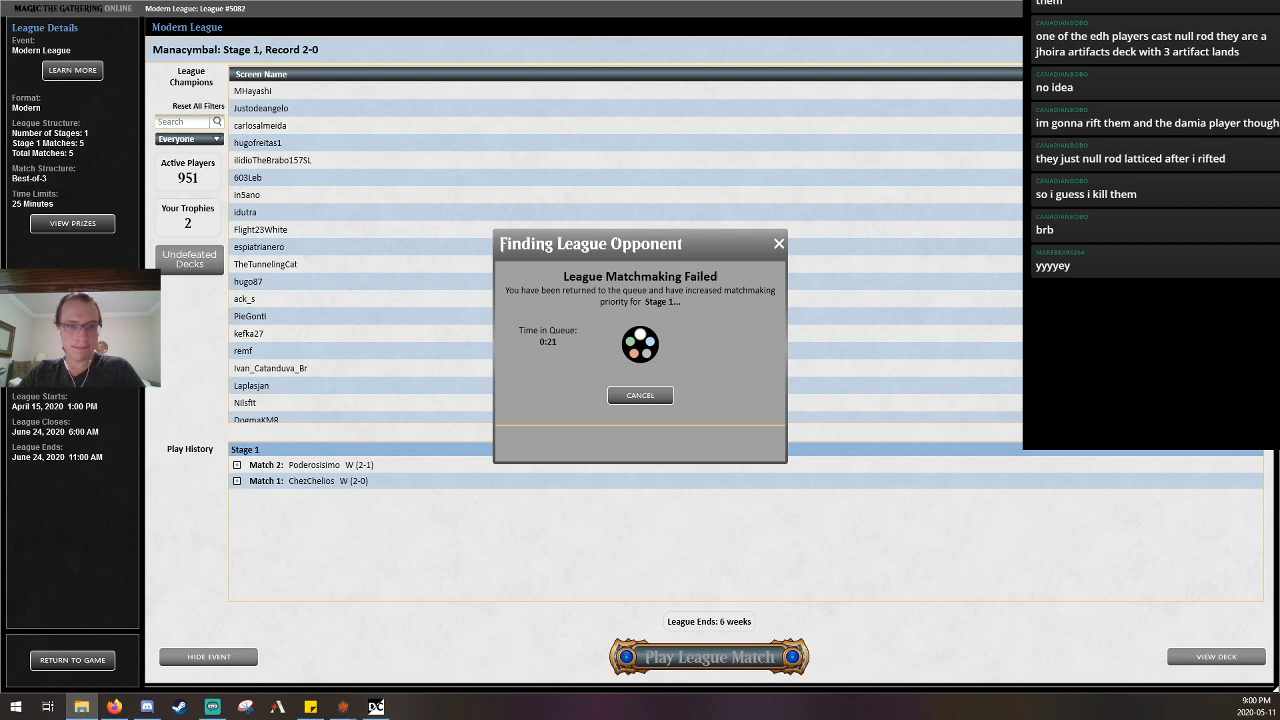 MAGIC THE GATHERING ONLINE
Modern League: League #5082
League Details
Event:
Modern League
LEARN MORE
Format:
Modern
League Structure:
Number of Stages: 1
Stage 1 Matches: 5
Total Matches: 5
Match Structure:
Best-of-3
Time Limits:
25 Minutes
VIEW PRIZES
League Starts:
April 15, 2020 1:00 PM
League Closes:
June 24, 2020 6:00 AM
League Ends:
June 24, 2020 11:00 AM
RETURN TO GAME
Modern League
Manacymbal: Stage 1, Record 2-0
League
Champions
Reset All Filters
Search
Everyone
Active Players
951
Your Trophies
2
Undefeated
Decks
Screen Name
MHayashi
Justodeangelo
carlosalmeida
hugofreitas1
ilidioTheBrabo157SL
603Leb
In5ano
idutra
Flight23White
espiatrianero
TheTunnelingCat
hugo87
ack_s
PieGonti
kefka27
remf
Ivan_Catanduva_Br
Laplasjan
Nilsfit
DogmaKMR
Finding League Opponent
League Matchmaking Failed
You have been returned to the queue and have increased matchmaking
priority for Stage 1...
Time in Queue:
0:21
CANCEL
Play History
Stage 1
Match 2: Poderosisimo W (2-1)
Match 1: ChezChelios W (2-0)
League Ends: 6 weeks
HIDE EVENT
Play League Match
VIEW DECK
them
CANADIANBOBO
one of the edh players cast null rod they are a
jhoira artifacts deck with 3 artifact lands
CANADIANBOBO
no idea
CANADIANBOBO
im gonna rift them and the damia player though
CANADIANBOBO
they just null rod latticed after i rifted
CANADIANBOBO
so i guess i kill them
CANADIANBOBO
brb
MAREBEAR0264
yyyyey
DC
9:00 PM
2020-05-11